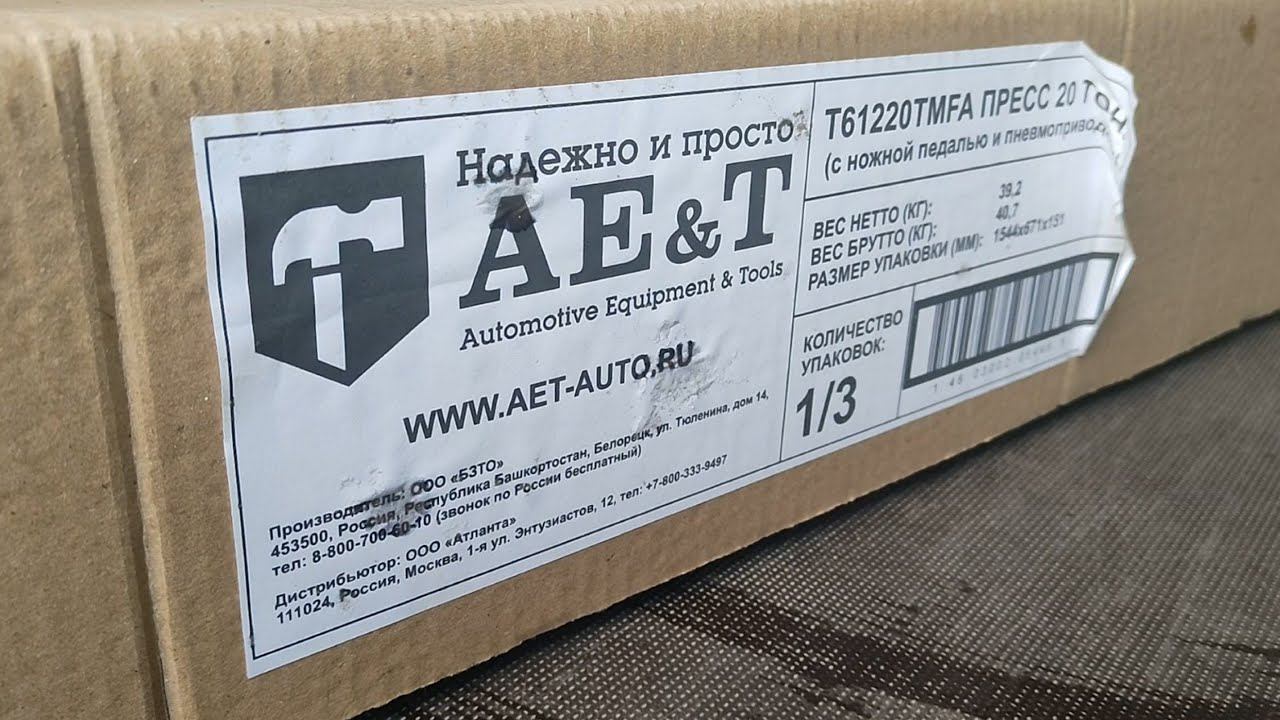 Надежно и просто
AE&T
Automotive Equipment & Tools
WWW.AET-AUTO.RU
Производитель: ООО «БЗТО»
453500, Россия, Республика Башкортостан, Белорецк, ул. Тюленина, дом 14,
тел: 8-800-700-60-10 (звонок по России бесплатный)
Дистрибьютор: ООО «Атланта»
111024, Россия, Москва, 1-я ул. Энтузиастов, 12, тел: +7-800-333-9497
T61220TMFA ПРЕСС 20 Тон.
(с ножной педалью и
ВЕС НЕТТО (КГ): 39,2
ВЕС БРУТТО (КГ): 40,7
РАЗМЕР УПАКОВКИ (ММ): 1544x671x151
КОЛИЧЕСТВО
УПАКОВОК:
1/3